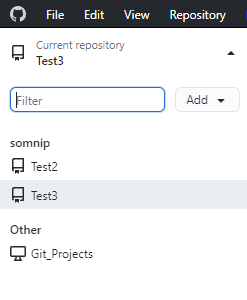 File Edit View Repository
Current repository
Test3
Filter Add
somnip
Test2
Test3
Other
Git_Projects